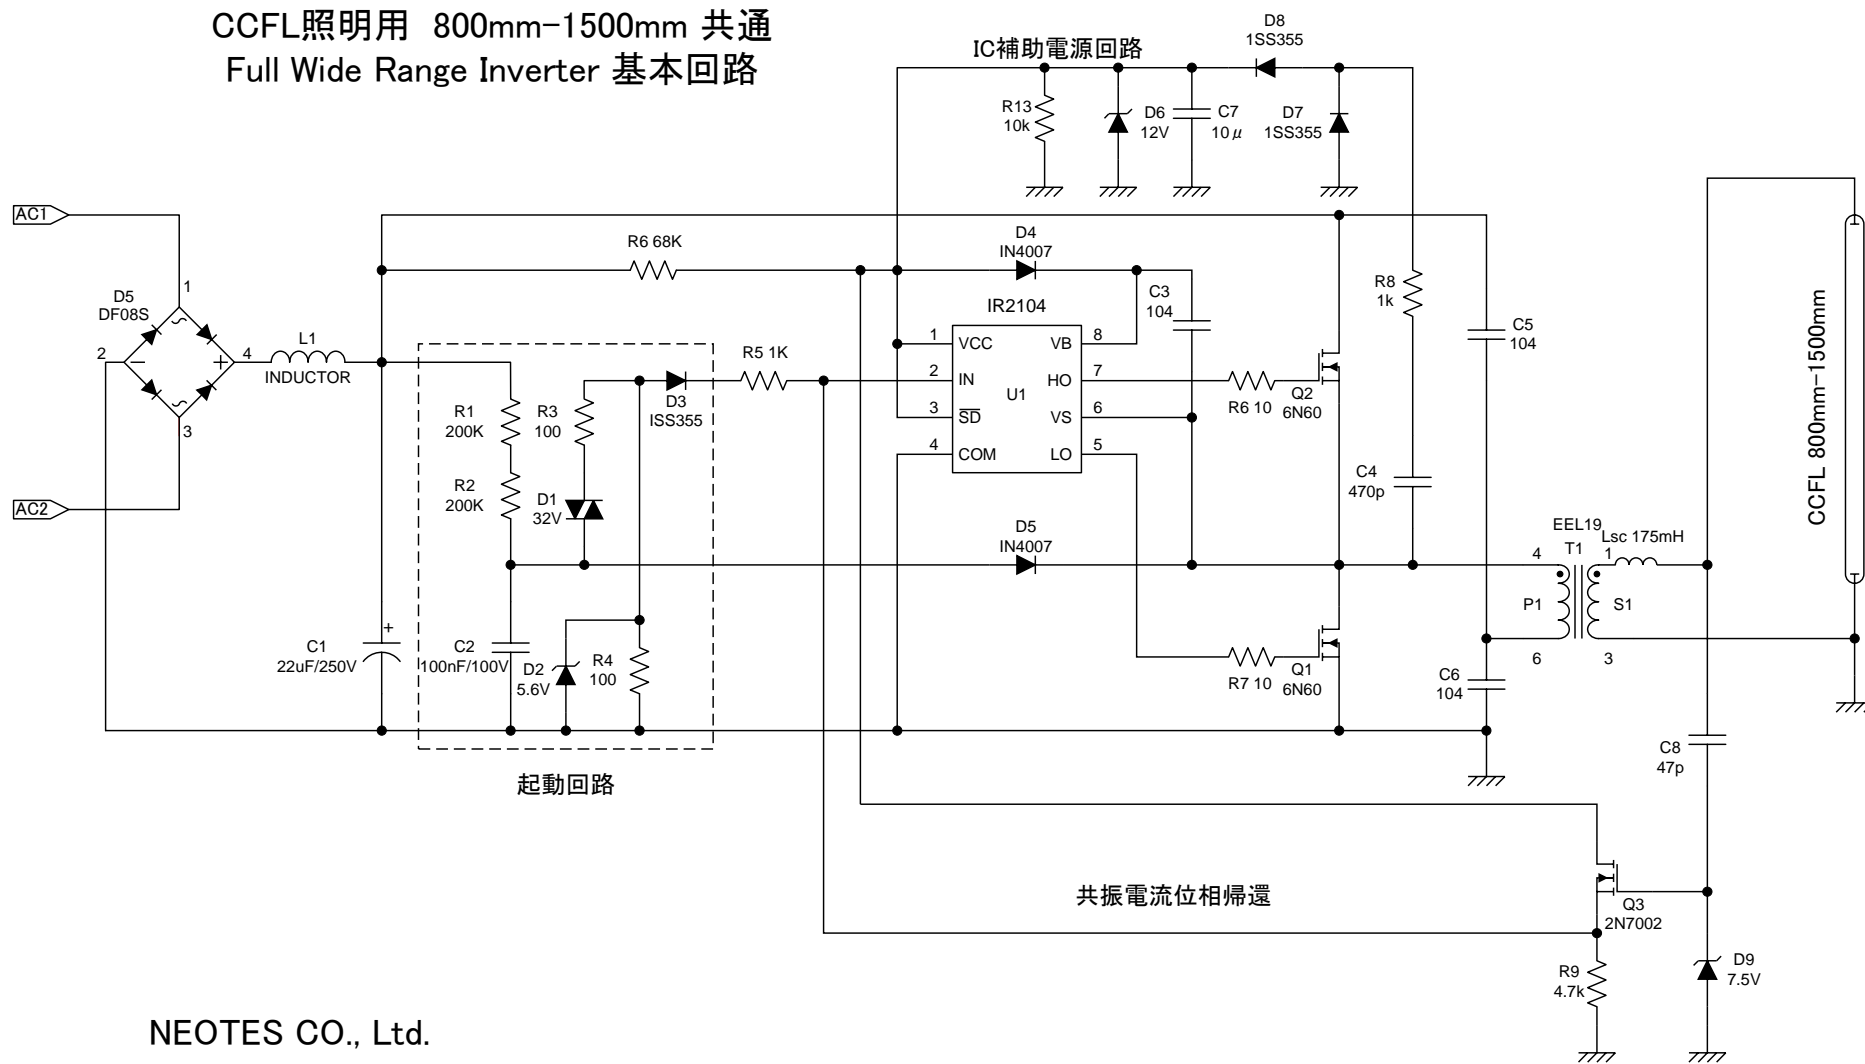 CCFL照明用 800mm-1500mm 共通
Full Wide Range Inverter 基本回路
IC補助電源回路
D8
1SS355
R13
10k
D6
12V
C7
10μ
D7
1SS355
AC1
AC2
D5
DF08S
1
2
3
4
L1
INDUCTOR
R6 68K
D4
IN4007
C3
104
IR2104
U1
1
VCC
2
IN
3
SD
4
COM
VB
8
HO
7
VS
6
LO
5
R8
1k
C4
470p
C5
104
C6
104
R5 1K
D3
ISS355
R1
200K
R2
200K
R3
100
D1
32V
C2
100nF/100V
D2
5.6V
R4
100
起動回路
C1
22uF/250V
+
D5
IN4007
R6 10
Q2
6N60
R7 10
Q1
6N60
EEL19
T1
Lsc 175mH
4
1
P1
S1
6
3
CCFL 800mm-1500mm
C8
47p
共振電流位相帰還
Q3
2N7002
R9
4.7k
D9
7.5V
NEOTES CO., Ltd.